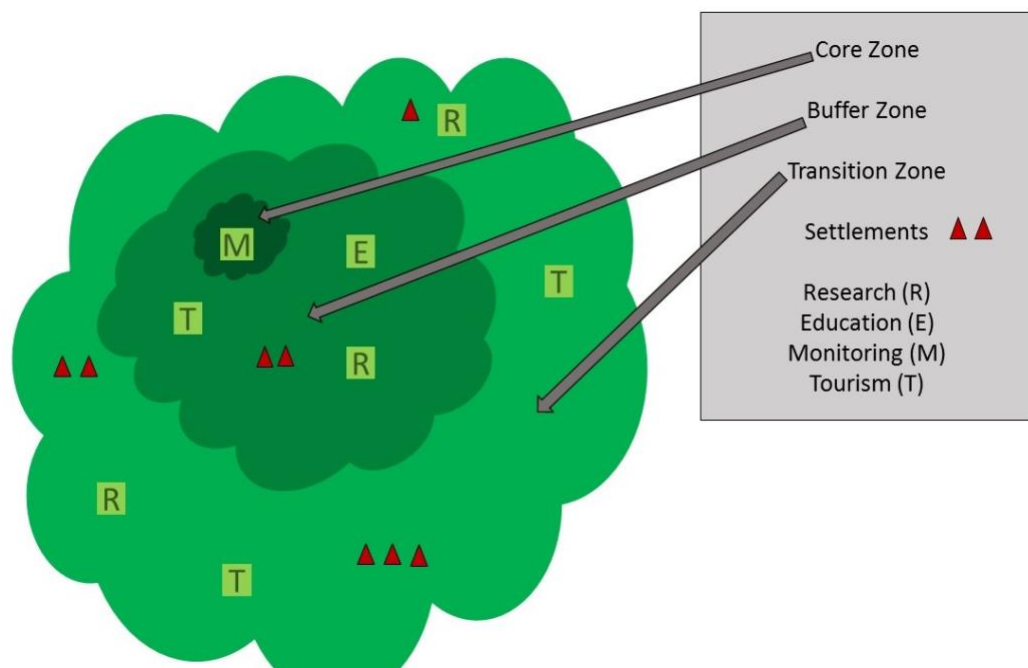 Core Zone
Buffer Zone
Transition Zone
Settlements
Research (R)
Education (E)
Monitoring (M)
Tourism (T)
R
M
E
T
T
R
R
T